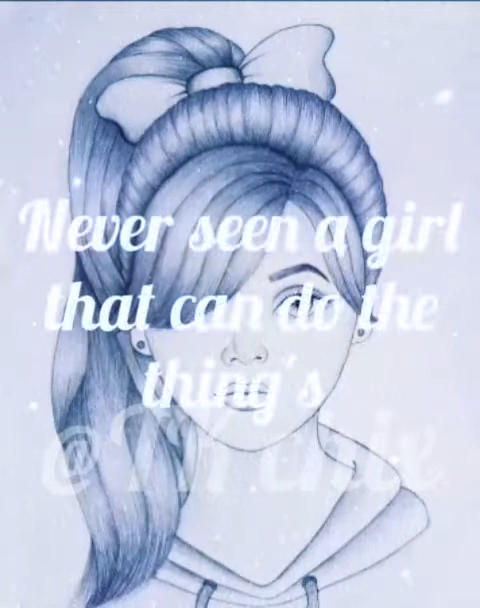 Never seen a girl
that can do the
thing's